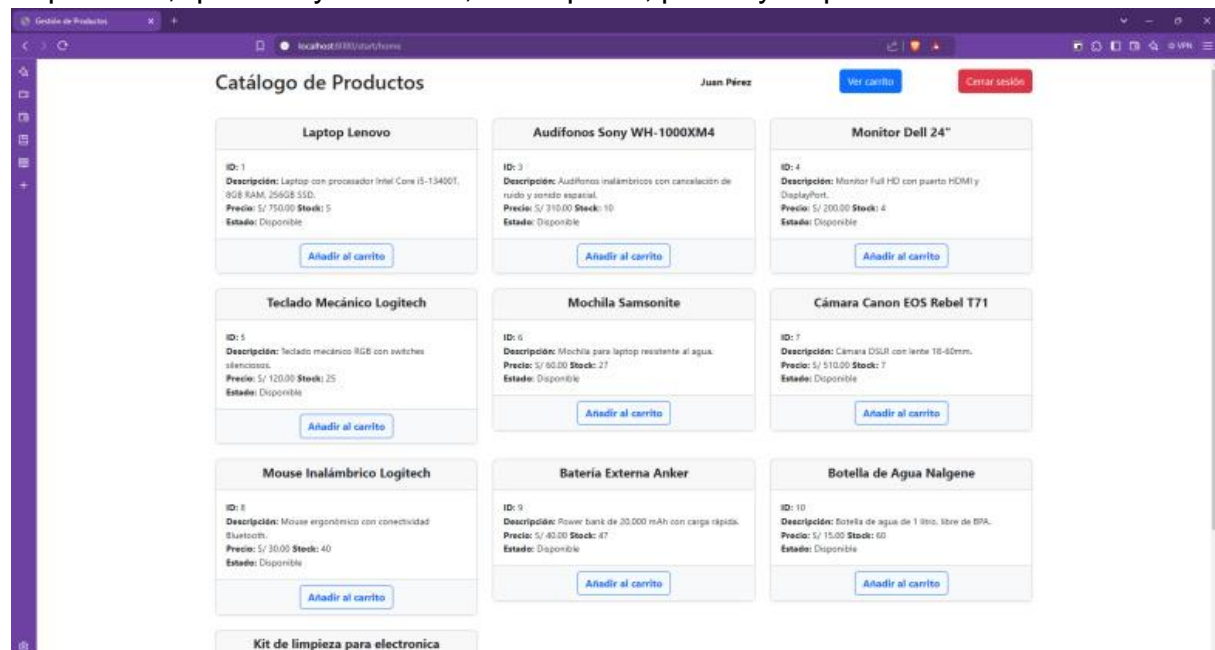 Gestión de Productos
localhost:8080/start/home
VPN
Catálogo de Productos
Juan Pérez
Ver carrito
Cerrar sesión
Laptop Lenovo
ID: 1
Descripción: Laptop con procesador Intel Core i5-13400T,
8GB RAM, 256GB SSD.
Precio: S/ 750.00 Stock: 5
Estado: Disponible
Añadir al carrito
Audífonos Sony WH-1000XM4
ID: 3
Descripción: Audífonos inalámbricos con cancelación de
ruido y sonido espacial.
Precio: S/ 310.00 Stock: 10
Estado: Disponible
Añadir al carrito
Monitor Dell 24"
ID: 4
Descripción: Monitor Full HD con puerto HDMI y
DisplayPort.
Precio: S/ 200.00 Stock: 4
Estado: Disponible
Añadir al carrito
Teclado Mecánico Logitech
ID: 5
Descripción: Teclado mecánico RGB con switches
silenciosos.
Precio: S/ 120.00 Stock: 25
Estado: Disponible
Añadir al carrito
Mochila Samsonite
ID: 6
Descripción: Mochila para laptop resistente al agua.
Precio: S/ 60.00 Stock: 27
Estado: Disponible
Añadir al carrito
Cámara Canon EOS Rebel T71
ID: 7
Descripción: Cámara DSLR con lente 18-60mm.
Precio: S/ 510.00 Stock: 7
Estado: Disponible
Añadir al carrito
Mouse Inalámbrico Logitech
ID: 8
Descripción: Mouse ergonómico con conectividad
Bluetooth.
Precio: S/ 30.00 Stock: 40
Estado: Disponible
Añadir al carrito
Batería Externa Anker
ID: 9
Descripción: Power bank de 20,000 mAh con carga rápida.
Precio: S/ 40.00 Stock: 47
Estado: Disponible
Añadir al carrito
Botella de Agua Nalgene
ID: 10
Descripción: Botella de agua de 1 litro, libre de BPA.
Precio: S/ 15.00 Stock: 60
Estado: Disponible
Añadir al carrito
Kit de limpieza para electronica